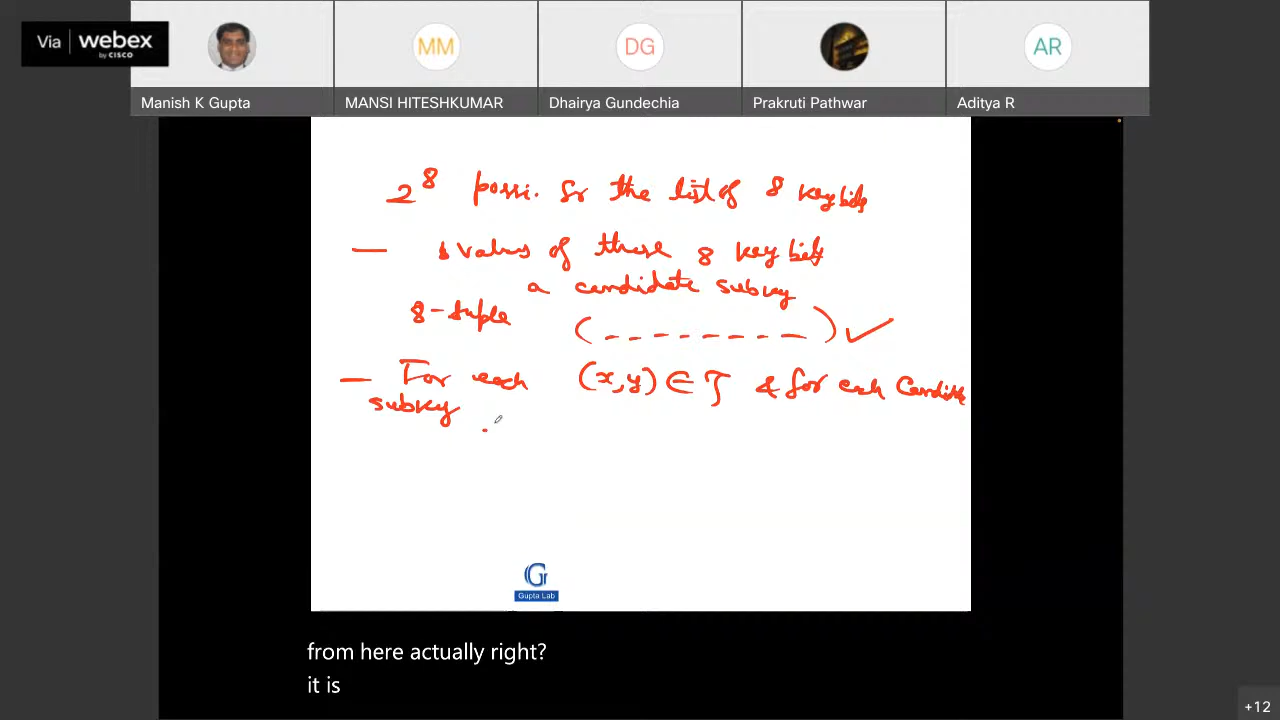 Via webex
by CISCO
Manish K Gupta
MM
MANSI HITESHKUMAR
DG
Dhairya Gundechia
Prakruti Pathwar
AR
Aditya R
2^8 possi. for the list of 8 key bits
— values of these 8 key bits
a candidate subkey
8-tuple (_ _ _ _ _ _ _ _) ✓
— For each (x,y) ∈ T & for each Candidate
subkey
G
Gupta Lab
from here actually right?
it is
+12